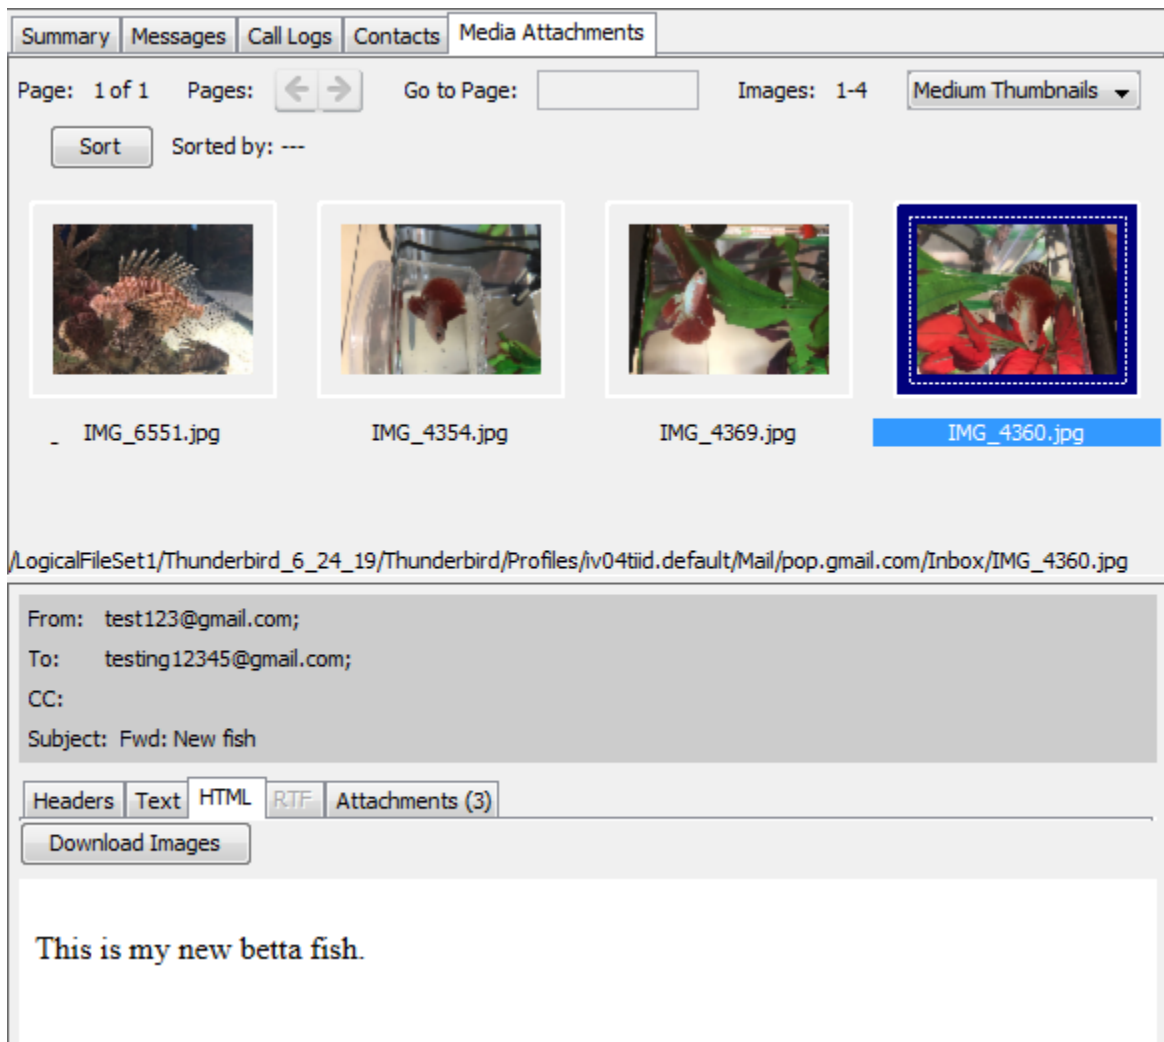 Summary Messages Call Logs Contacts Media Attachments
Page: 1 of 1 Pages: Go to Page: Images: 1-4 Medium Thumbnails
Sort Sorted by: ---
_ IMG_6551.jpg IMG_4354.jpg IMG_4369.jpg IMG_4360.jpg
/LogicalFileSet1/Thunderbird_6_24_19/Thunderbird/Profiles/iv04tiid.default/Mail/pop.gmail.com/Inbox/IMG_4360.jpg
From: test123@gmail.com;
To: testing12345@gmail.com;
CC:
Subject: Fwd: New fish
Headers Text HTML RTF Attachments (3)
Download Images
This is my new betta fish.